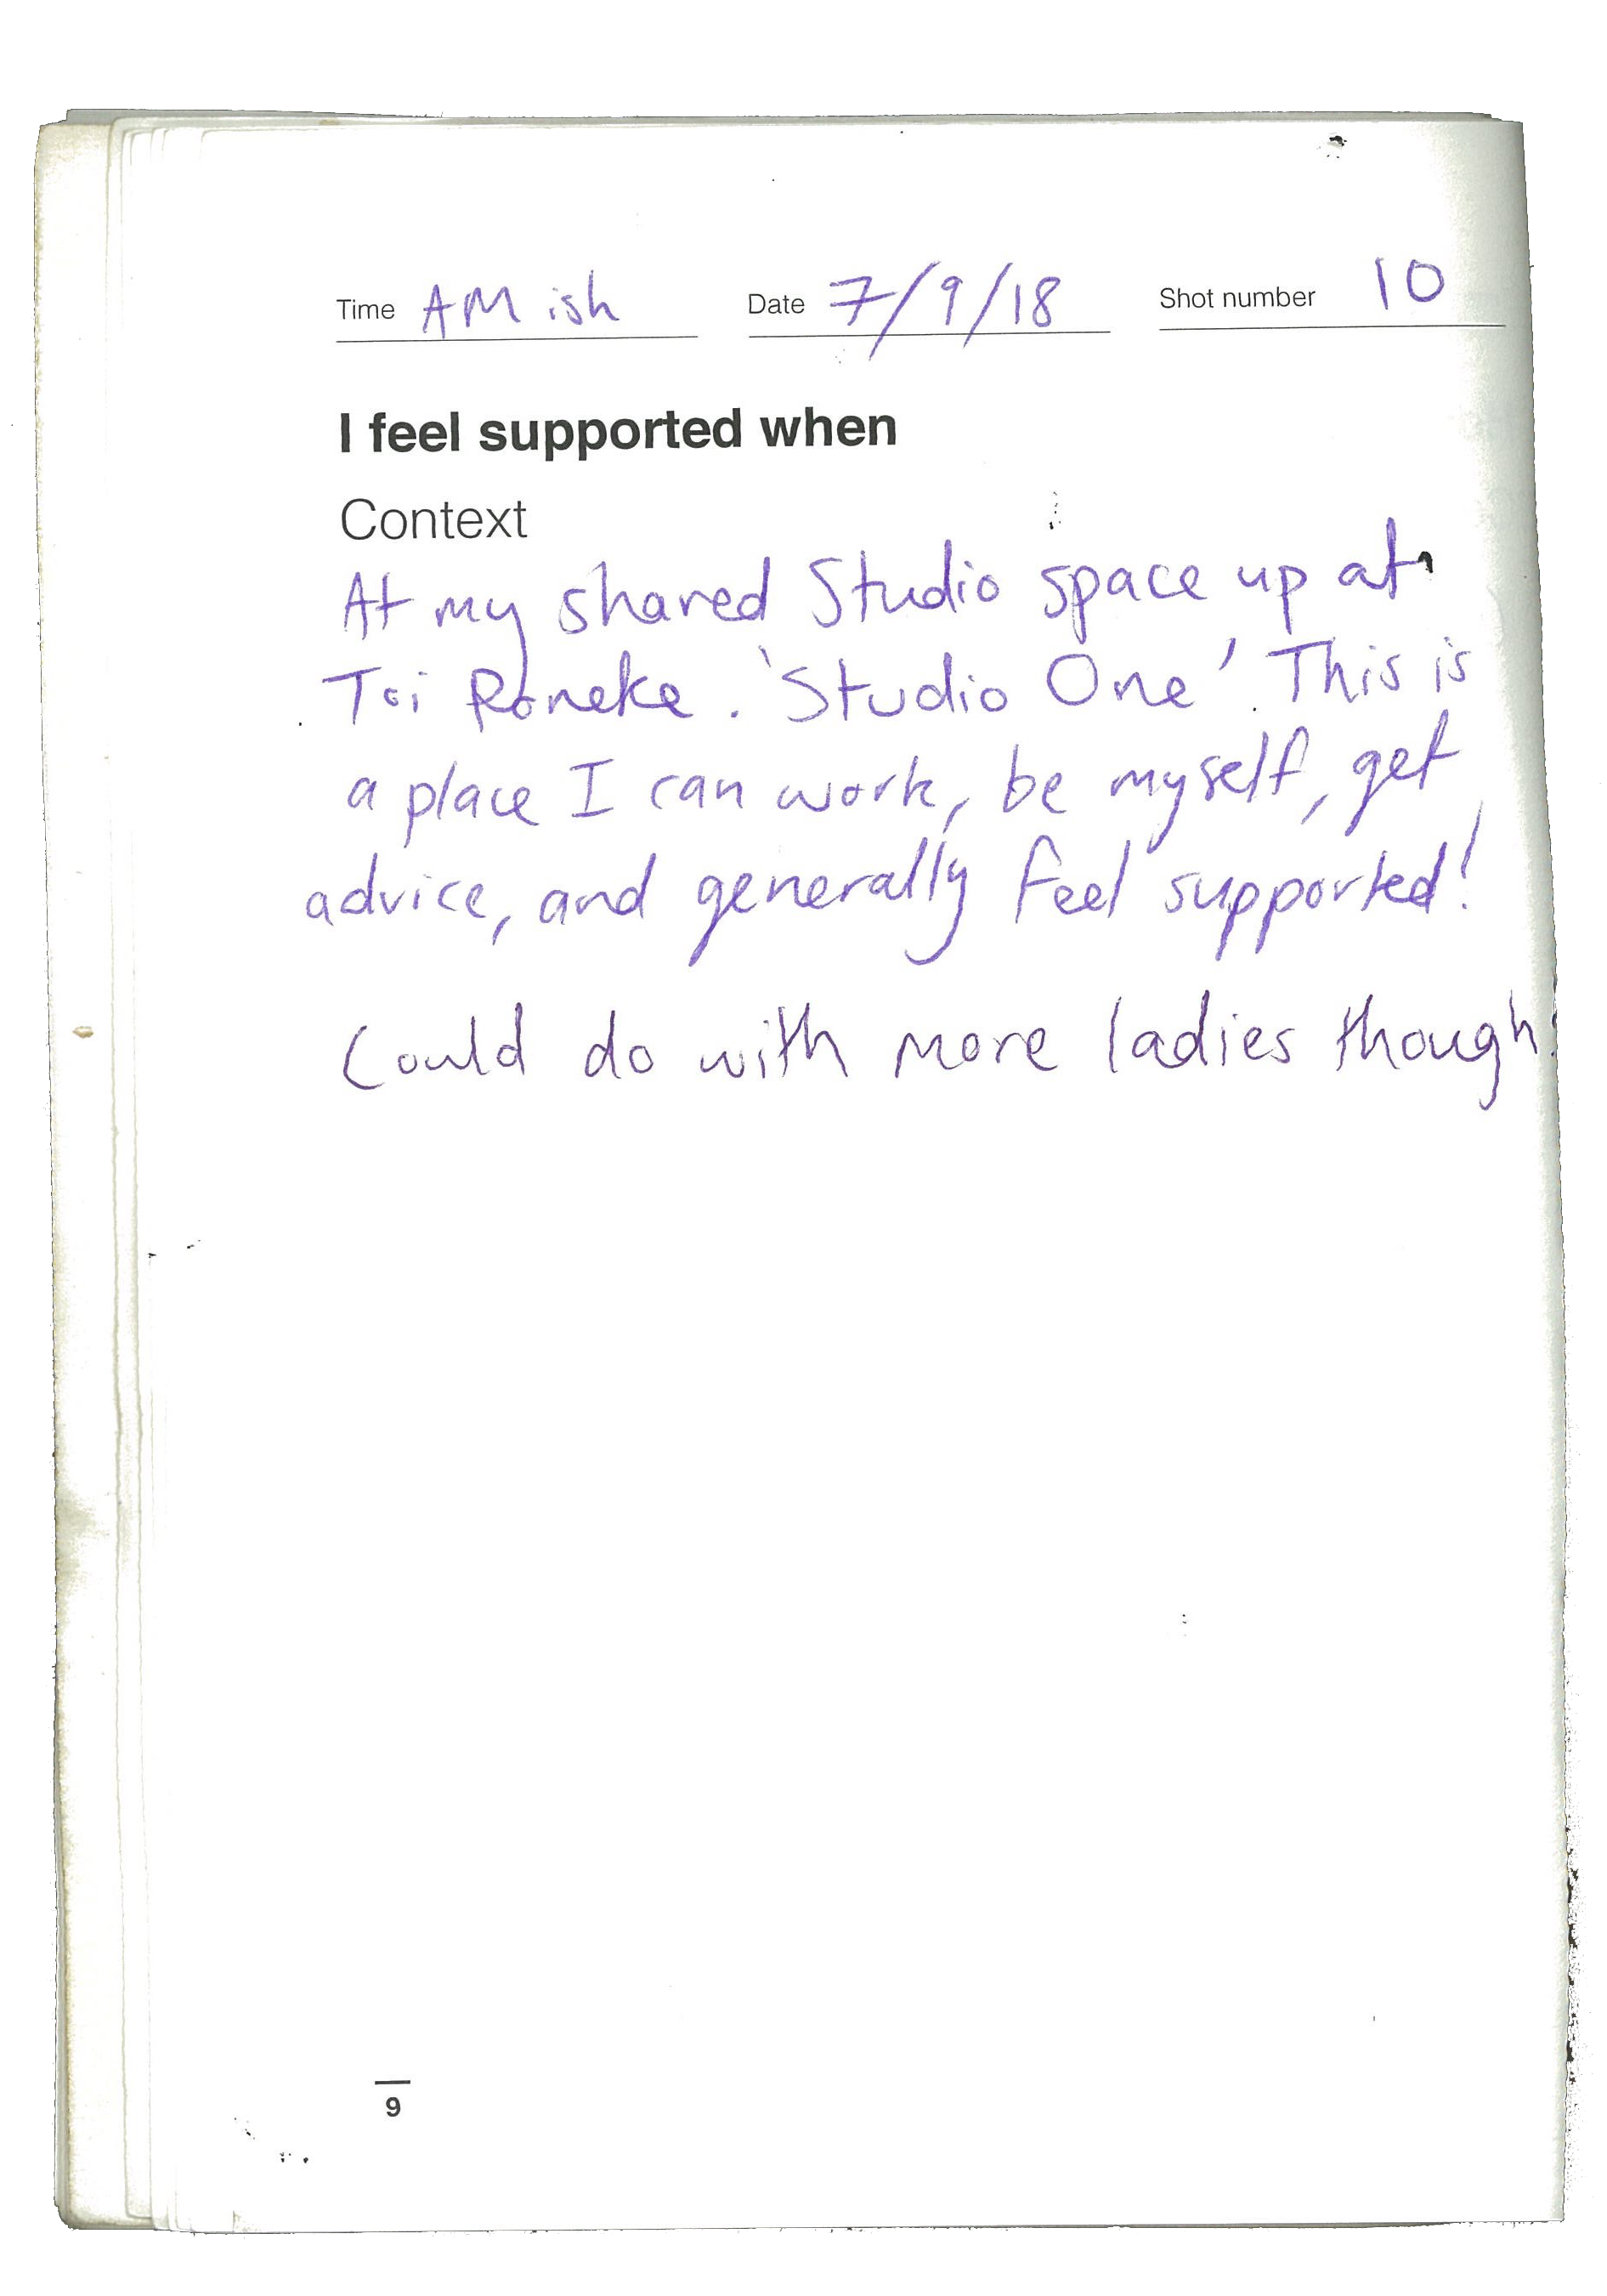 Time AM ish Date 7/9/18 Shot number 10
I feel supported when
Context
At my shared Studio space up at
Toi Pōneke. 'Studio One'. This is
a place I can work, be myself, get
advice, and generally feel supported!
Could do with more ladies though!
9